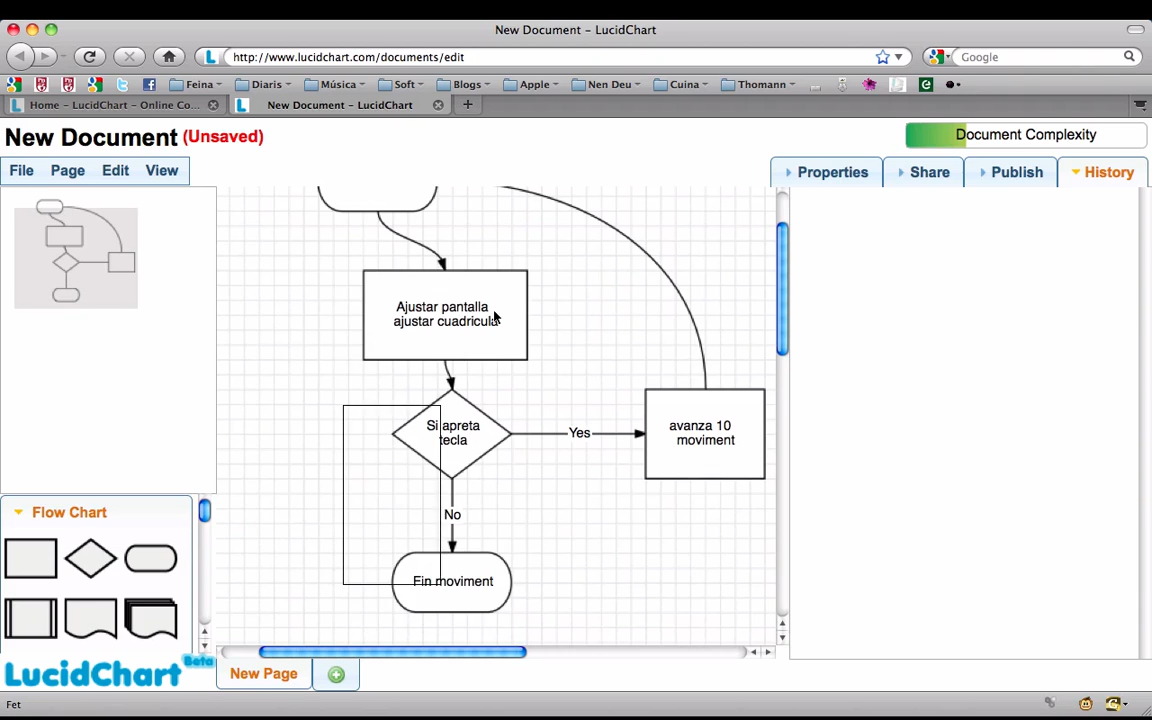 New Document – LucidChart
http://www.lucidchart.com/documents/edit
Google
Feina Diaris Música Soft Blogs Apple Nen Deu Cuina Thomann
Home – LucidChart – Online Co...
New Document – LucidChart
New Document (Unsaved)
Document Complexity
File Page Edit View
Properties Share Publish History
Ajustar pantalla
ajustar cuadricula
Si apreta
tecla
Yes
avanza 10
moviment
No
Fin moviment
Flow Chart
LucidChart Beta
New Page
Fet